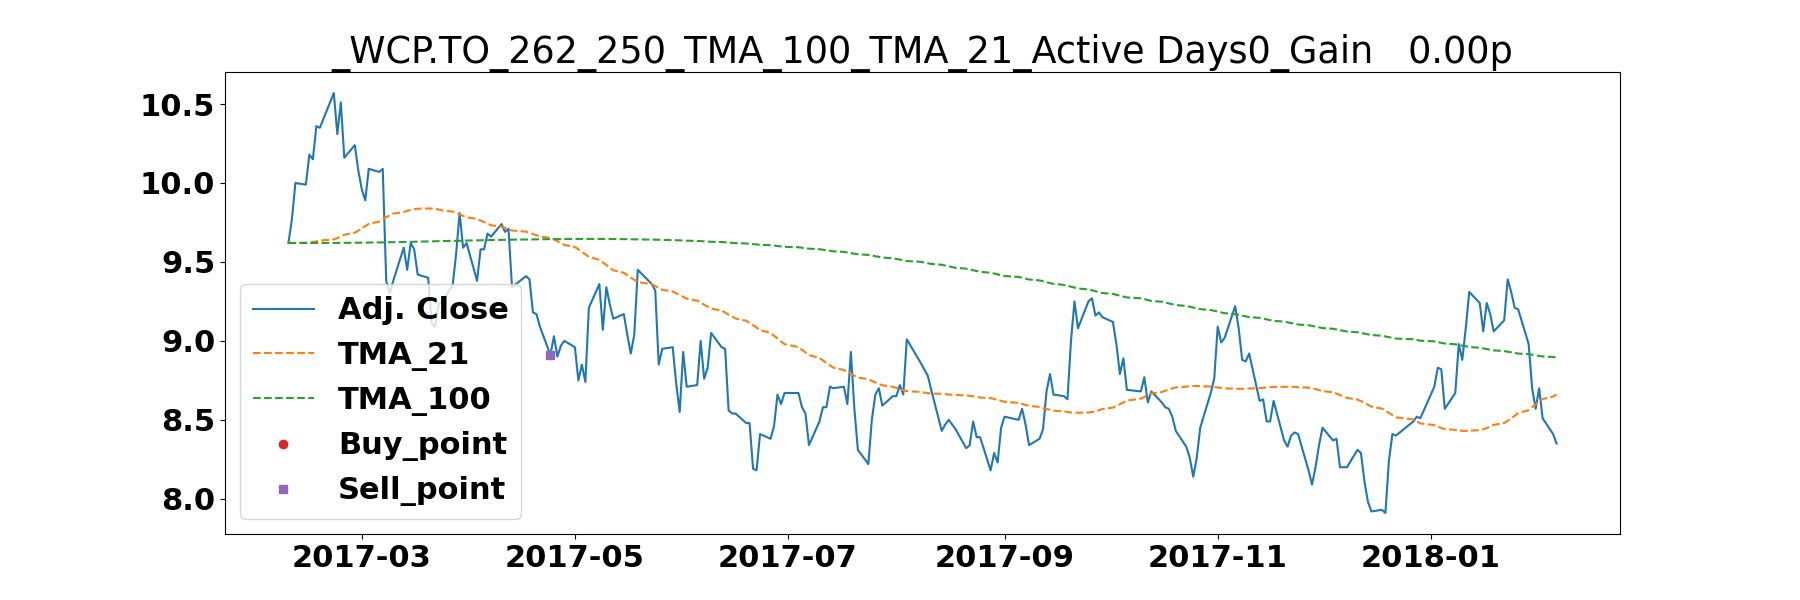 _WCP.TO_262_250_TMA_100_TMA_21_Active Days0_Gain   0.00p
10.5
10.0
9.5
9.0
8.5
8.0
Adj. Close
TMA_21
TMA_100
Buy_point
Sell_point
2017-03 2017-05 2017-07 2017-09 2017-11 2018-01